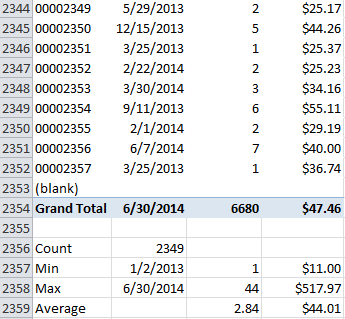 2344 00002349 5/29/2013 2 $25.17
2345 00002350 12/15/2013 5 $44.26
2346 00002351 3/25/2013 1 $25.37
2347 00002352 2/22/2014 2 $25.23
2348 00002353 3/30/2014 3 $34.16
2349 00002354 9/11/2013 6 $55.11
2350 00002355 2/1/2014 2 $29.19
2351 00002356 6/7/2014 7 $40.00
2352 00002357 3/25/2013 1 $36.74
2353 (blank)
2354 Grand Total 6/30/2014 6680 $47.46
2355
2356 Count 2349
2357 Min 1/2/2013 1 $11.00
2358 Max 6/30/2014 44 $517.97
2359 Average 2.84 $44.01